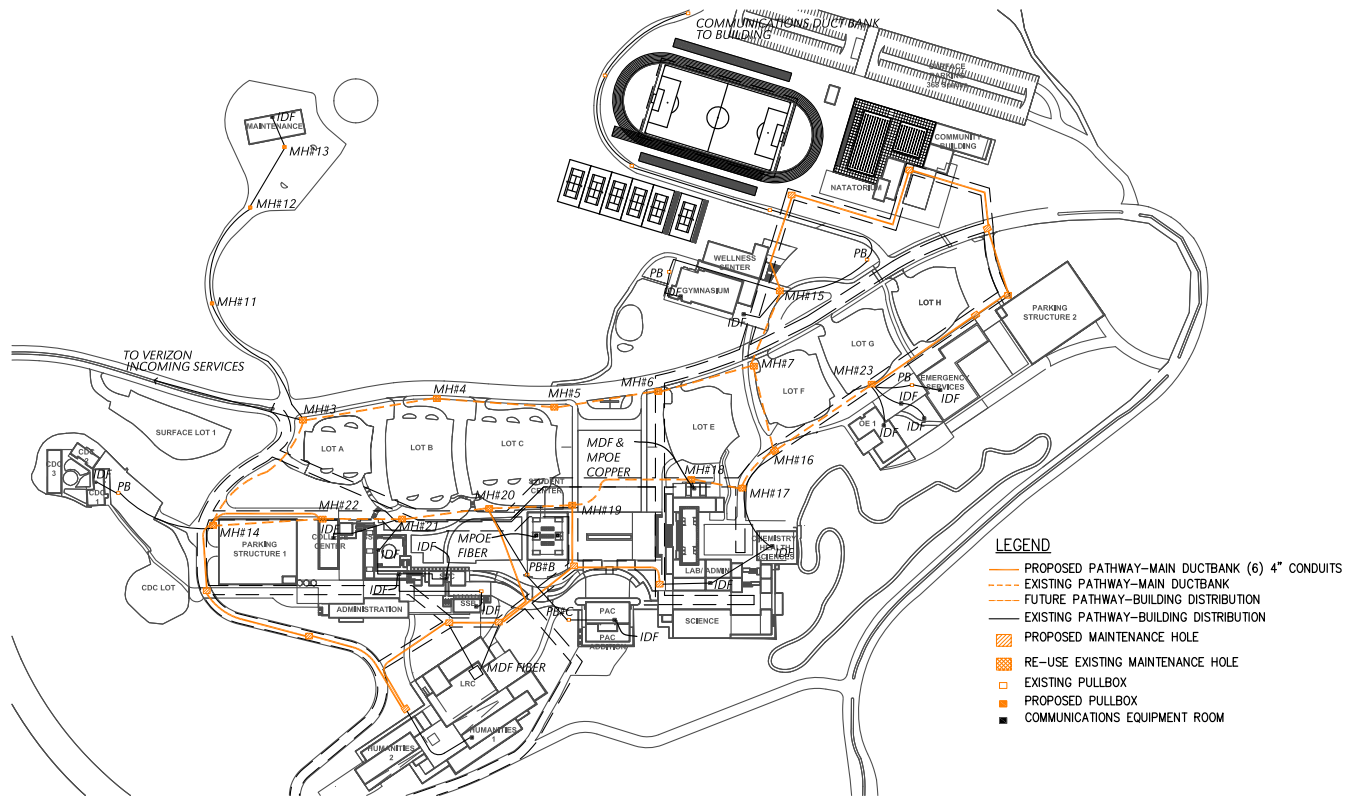 COMMUNICATIONS DUCT BANK
TO BUILDING
SURFACE
PARKING
IDF
MAINTENANCE
MH#13
COMMUNITY
BUILDING
NATATORIUM
MH#12
WELLNESS
CENTER
PB
PB
GYMNASIUM
IDF
MH#15
IDF
MH#11
LOT H
PARKING
STRUCTURE 2
TO VERIZON
INCOMING SERVICES
LOT G
MH#7
MH#23
PB
EMERGENCY
SERVICES
IDF
IDF
MH#4
MH#6
MH#5
LOT F
MH#3
IDF
OE 1
IDF
SURFACE LOT 1
LOT A
LOT B
LOT C
LOT E
MDF &
MPOE
COPPER
MH#16
CDC
3
CDC
2
IDF
CDC
1
PB
STUDENT
CENTER
MH#18
MH#17
MH#20
MH#22
MH#19
MH#14
IDF
MH#21
PARKING
STRUCTURE 1
COLLEGE
CENTER
IDF
IDF
MPOE
FIBER
CHEMISTRY
HEALTH
SCIENCES
IDF
PB#B
LAB/ADMIN
CDC LOT
IDF
ADMINISTRATION
SSB
IDF
PB#C
PAC
IDF
PAC
ADDITION
SCIENCE
MDF FIBER
LRC
HUMANITIES
1
HUMANITIES
2
LEGEND
PROPOSED PATHWAY-MAIN DUCTBANK (6) 4" CONDUITS
EXISTING PATHWAY-MAIN DUCTBANK
FUTURE PATHWAY-BUILDING DISTRIBUTION
EXISTING PATHWAY-BUILDING DISTRIBUTION
PROPOSED MAINTENANCE HOLE
RE-USE EXISTING MAINTENANCE HOLE
EXISTING PULLBOX
PROPOSED PULLBOX
COMMUNICATIONS EQUIPMENT ROOM